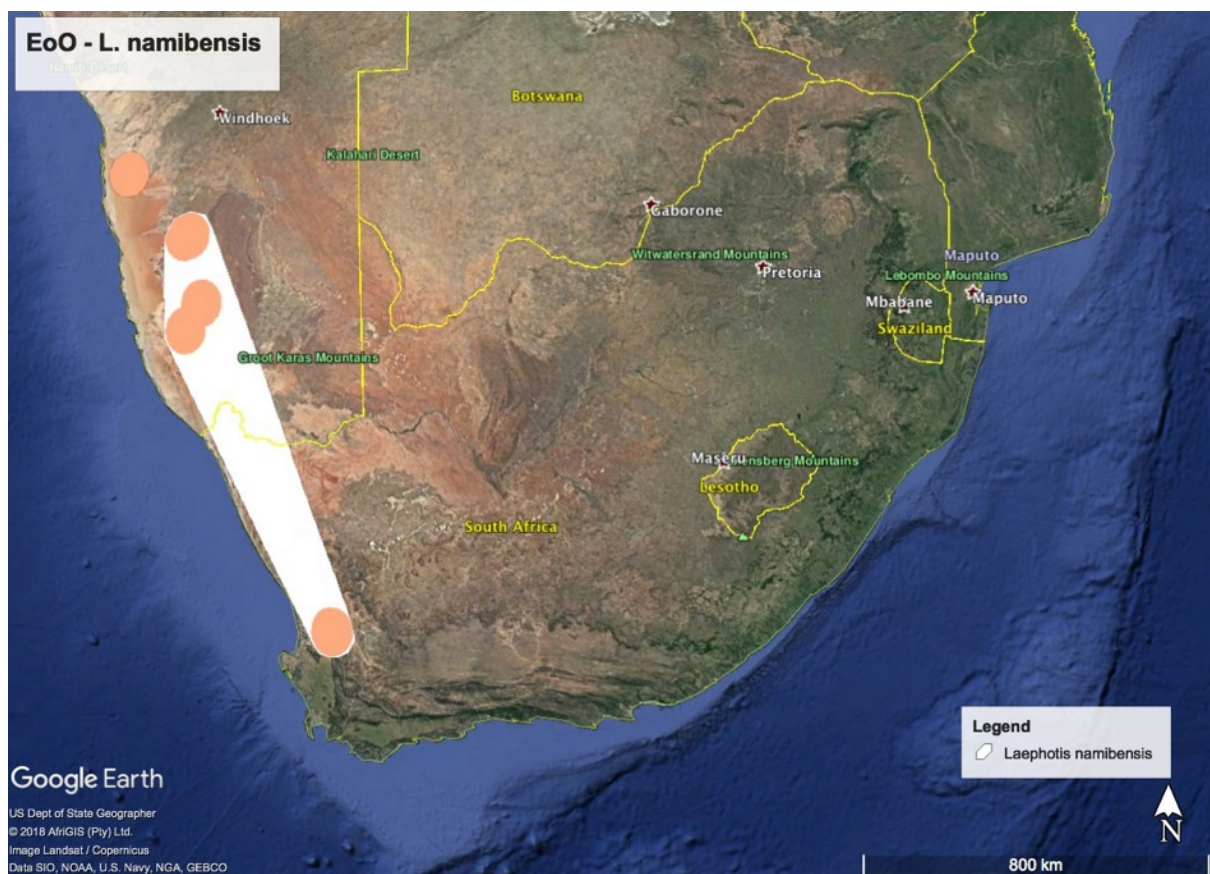 EoO - L. namibensis
Windhoek
Botswana
Kalahari Desert
Gaborone
Witwatersrand Mountains
Pretoria
Maputo
Lebombo Mountains
Mbabane
Maputo
Swaziland
Groot Karas Mountains
Maseru
ensberg Mountains
Lesotho
South Africa
Legend
Laephotis namibensis
Google Earth
US Dept of State Geographer
© 2018 AfriGIS (Pty) Ltd.
Image Landsat / Copernicus
Data SIO, NOAA, U.S. Navy, NGA, GEBCO
N
800 km